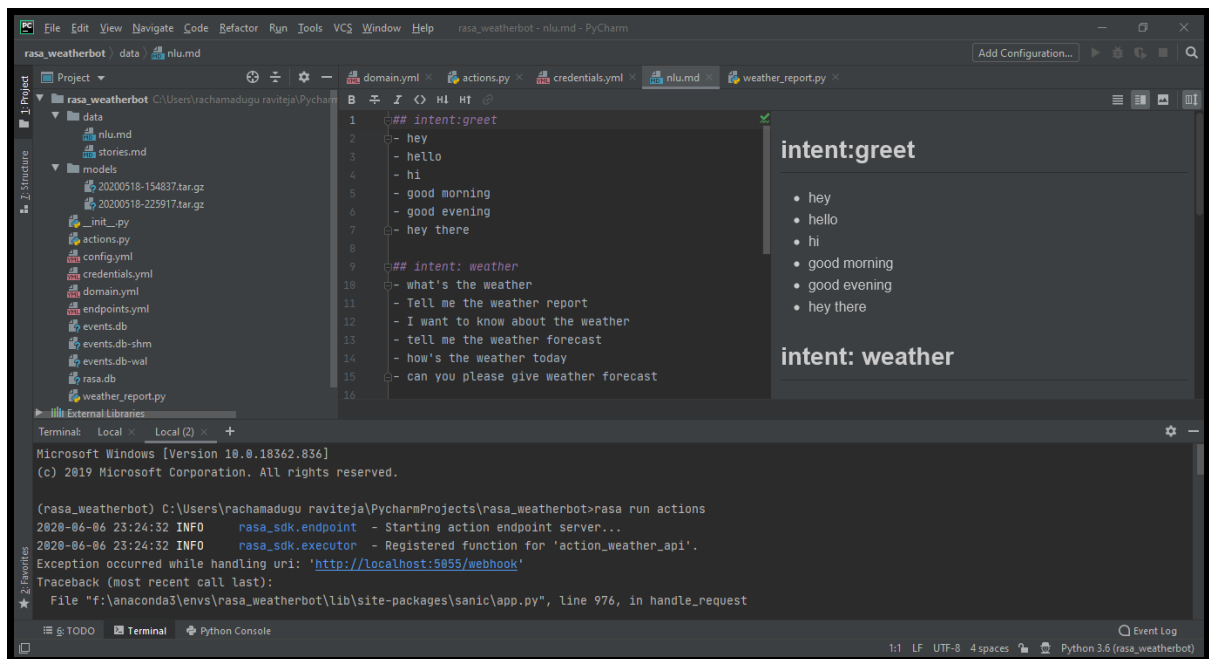 PC File Edit View Navigate Code Refactor Run Tools VCS Window Help rasa_weatherbot - nlu.md - PyCharm
rasa_weatherbot data nlu.md Add Configuration...
1: Project
Project
domain.yml actions.py credentials.yml nlu.md weather_report.py
rasa_weatherbot C:\Users\rachamadugu raviteja\Pycharm
data
nlu.md
stories.md
models
20200518-154837.tar.gz
20200518-225917.tar.gz
__init__.py
actions.py
config.yml
credentials.yml
domain.yml
endpoints.yml
events.db
events.db-shm
events.db-wal
rasa.db
weather_report.py
External Libraries
Z: Structure
B I <> H↓ H↑
1 ## intent:greet
2 - hey
3 - hello
4 - hi
5 - good morning
6 - good evening
7 - hey there
8
9 ## intent: weather
10 - what's the weather
11 - Tell me the weather report
12 - I want to know about the weather
13 - tell me the weather forecast
14 - how's the weather today
15 - can you please give weather forecast
16
intent:greet
• hey
• hello
• hi
• good morning
• good evening
• hey there
intent: weather
Terminal: Local × Local (2) × +
Microsoft Windows [Version 10.0.18362.836]
(c) 2019 Microsoft Corporation. All rights reserved.
(rasa_weatherbot) C:\Users\rachamadugu raviteja\PycharmProjects\rasa_weatherbot>rasa run actions
2020-06-06 23:24:32 INFO rasa_sdk.endpoint - Starting action endpoint server...
2020-06-06 23:24:32 INFO rasa_sdk.executor - Registered function for 'action_weather_api'.
Exception occurred while handling uri: 'http://localhost:5055/webhook'
Traceback (most recent call last):
File "f:\anaconda3\envs\rasa_weatherbot\lib\site-packages\sanic\app.py", line 976, in handle_request
2: Favorites
6: TODO Terminal Python Console Event Log
1:1 LF UTF-8 4 spaces Python 3.6 (rasa_weatherbot)